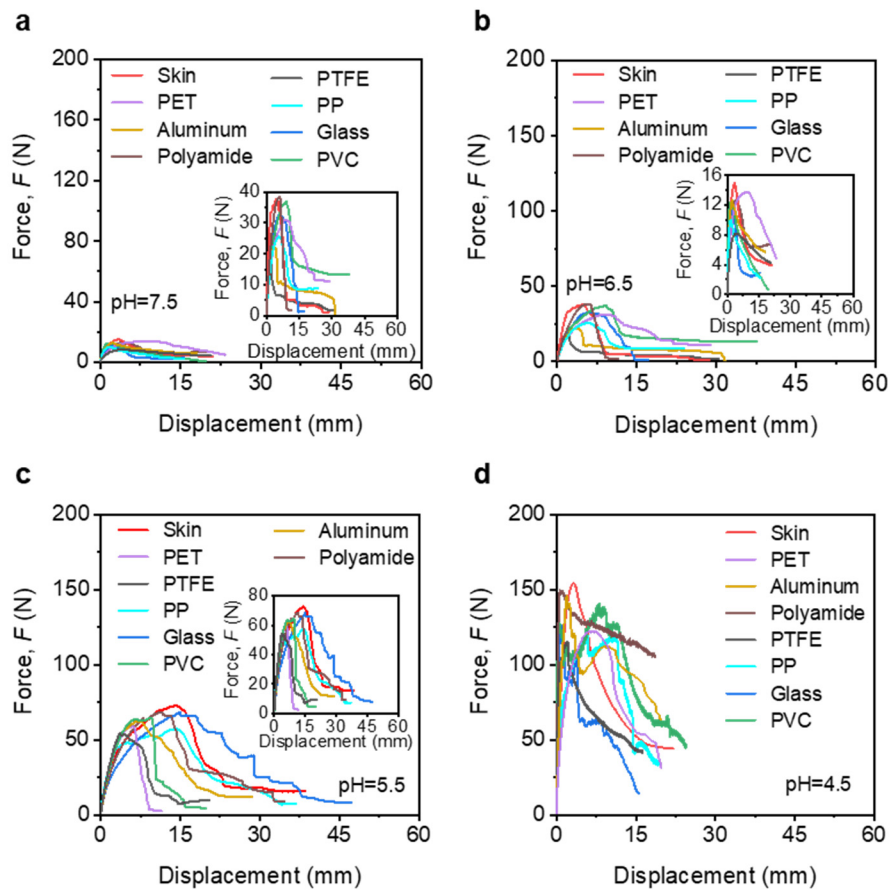 a
200
160
120
80
40
0
Force, F (N)
Skin
PET
Aluminum
Polyamide
PTFE
PP
Glass
PVC
40
30
20
10
0
Force, F (N)
0 15 30 45 60
Displacement (mm)
pH=7.5
0 15 30 45 60
Displacement (mm)
b
200
150
100
50
0
Force, F (N)
Skin
PET
Aluminum
Polyamide
PTFE
PP
Glass
PVC
16
12
8
4
0
Force, F (N)
0 15 30 45 60
Displacement (mm)
pH=6.5
0 15 30 45 60
Displacement (mm)
c
200
150
100
50
0
Force, F (N)
Skin
PET
PTFE
PP
Glass
PVC
Aluminum
Polyamide
80
60
40
20
0
Force, F (N)
0 15 30 45 60
Displacement (mm)
pH=5.5
0 15 30 45 60
Displacement (mm)
d
200
150
100
50
0
Force, F (N)
Skin
PET
Aluminum
Polyamide
PTFE
PP
Glass
PVC
pH=4.5
0 15 30 45 60
Displacement (mm)